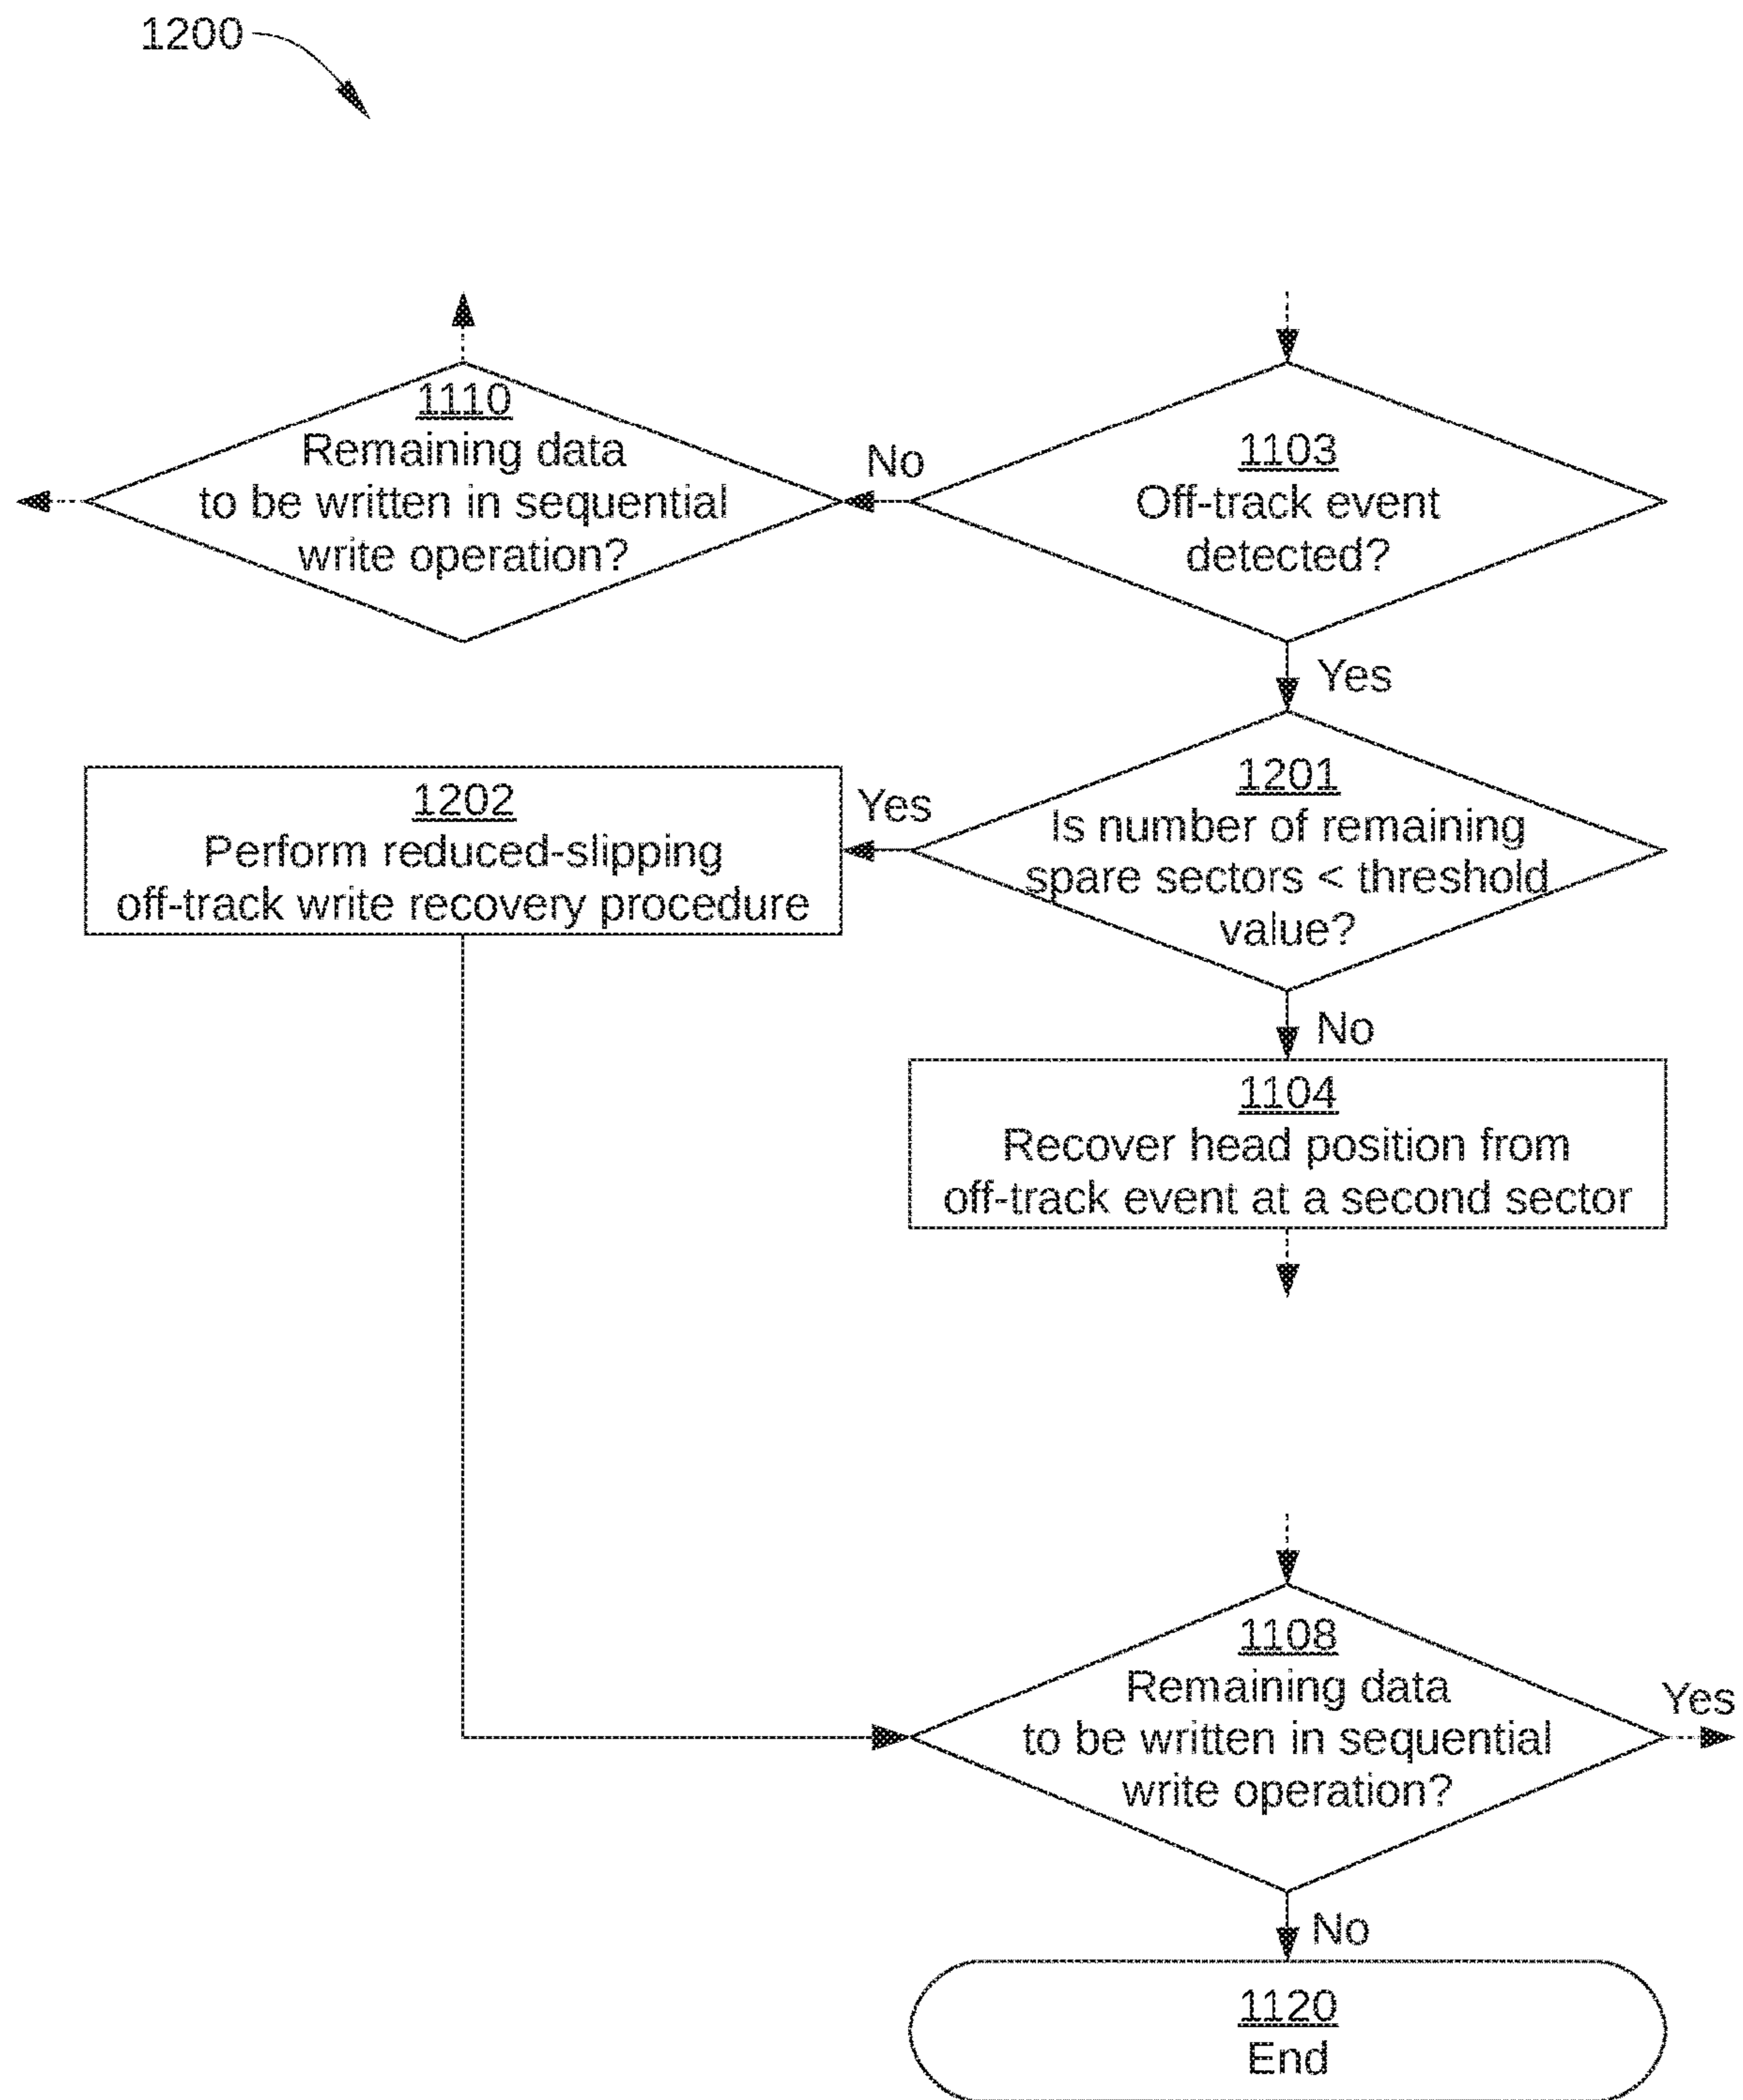 1200
1110
Remaining data
to be written in sequential
write operation?
No
1103
Off-track event
detected?
Yes
1202
Perform reduced-slipping
off-track write recovery procedure
Yes
1201
Is number of remaining
spare sectors < threshold
value?
No
1104
Recover head position from
off-track event at a second sector
1108
Remaining data
to be written in sequential
write operation?
Yes
No
1120
End